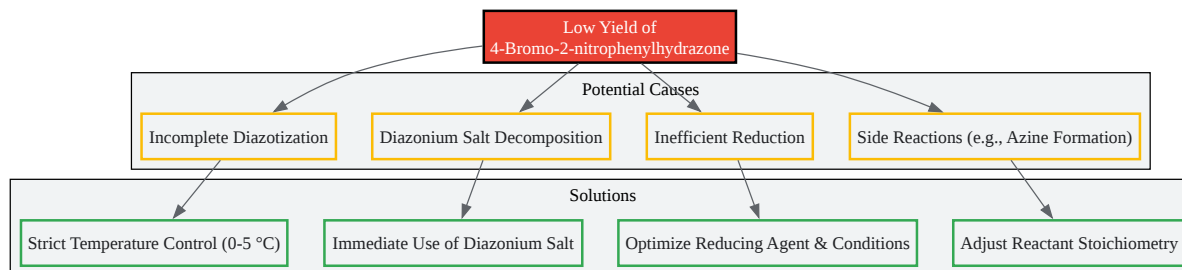 Low Yield of
4-Bromo-2-nitrophenylhydrazone
Potential Causes
Incomplete Diazotization
Diazonium Salt Decomposition
Inefficient Reduction
Side Reactions (e.g., Azine Formation)
Solutions
Strict Temperature Control (0-5 °C)
Immediate Use of Diazonium Salt
Optimize Reducing Agent & Conditions
Adjust Reactant Stoichiometry